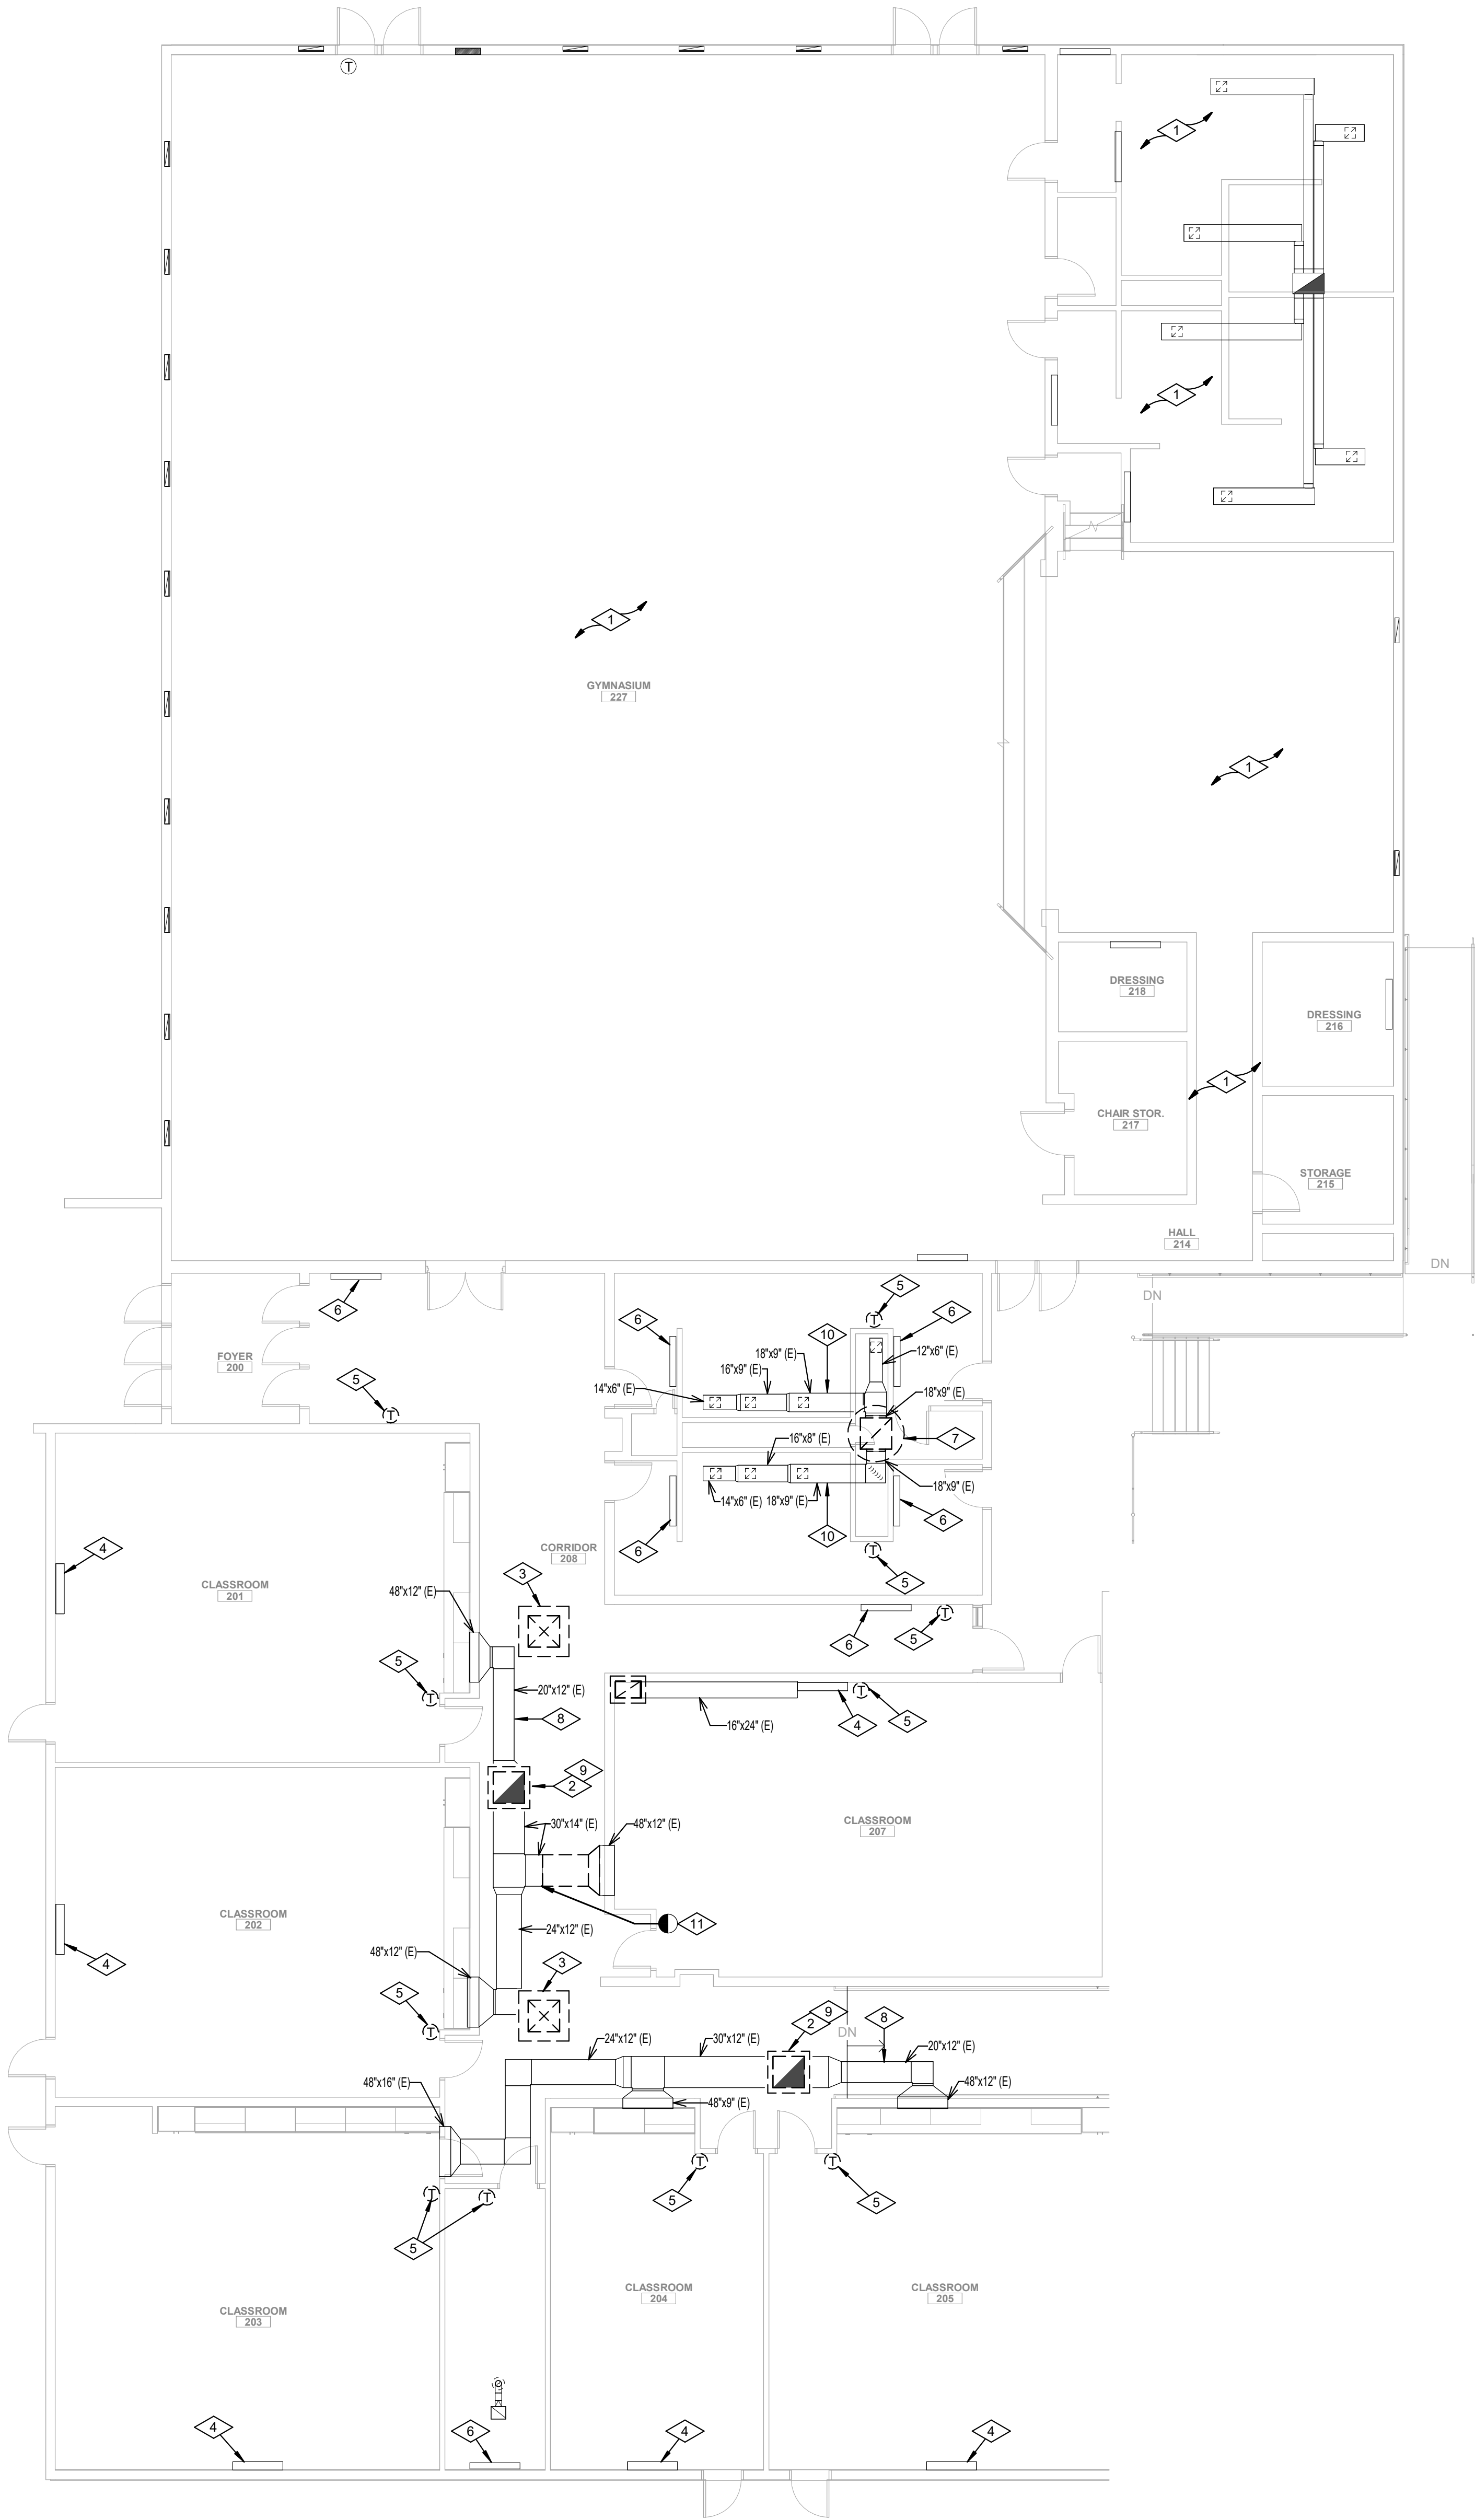 T
1
1
1
GYMNASIUM
227
1
DRESSING
218
DRESSING
216
1
CHAIR STOR.
217
STORAGE
215
HALL
214
DN
DN
6
5
6
6
10
FOYER
200
12"x6" (E)
18"x9" (E)
16"x9" (E)
5
14"x6" (E)
18"x9" (E)
T
T
7
16"x8" (E)
18"x9" (E)
14"x6" (E)
18"x9" (E)
6
10
6
4
CORRIDOR
208
T
5
3
CLASSROOM
201
48"x12" (E)
T
5
6
5
T
20"x12" (E)
T
8
16"x24" (E)
4
5
9
2
30"x14" (E)
48"x12" (E)
CLASSROOM
207
CLASSROOM
202
11
24"x12" (E)
48"x12" (E)
4
3
5
T
9
2
8
DN
24"x12" (E)
30"x12" (E)
20"x12" (E)
48"x16" (E)
48"x12" (E)
48"x9" (E)
T
T
T
T
5
5
5
CLASSROOM
204
CLASSROOM
205
CLASSROOM
203
4
6
4
4